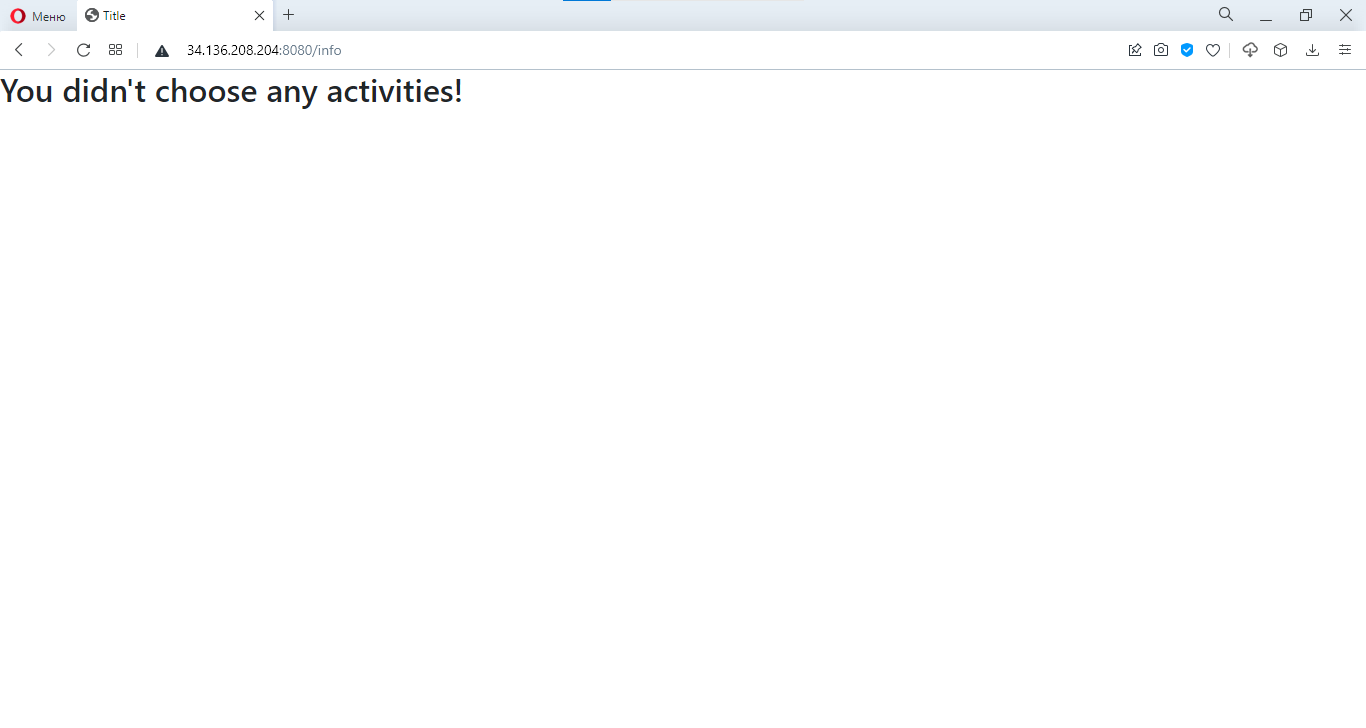 Меню
Title
34.136.208.204:8080/info
You didn't choose any activities!